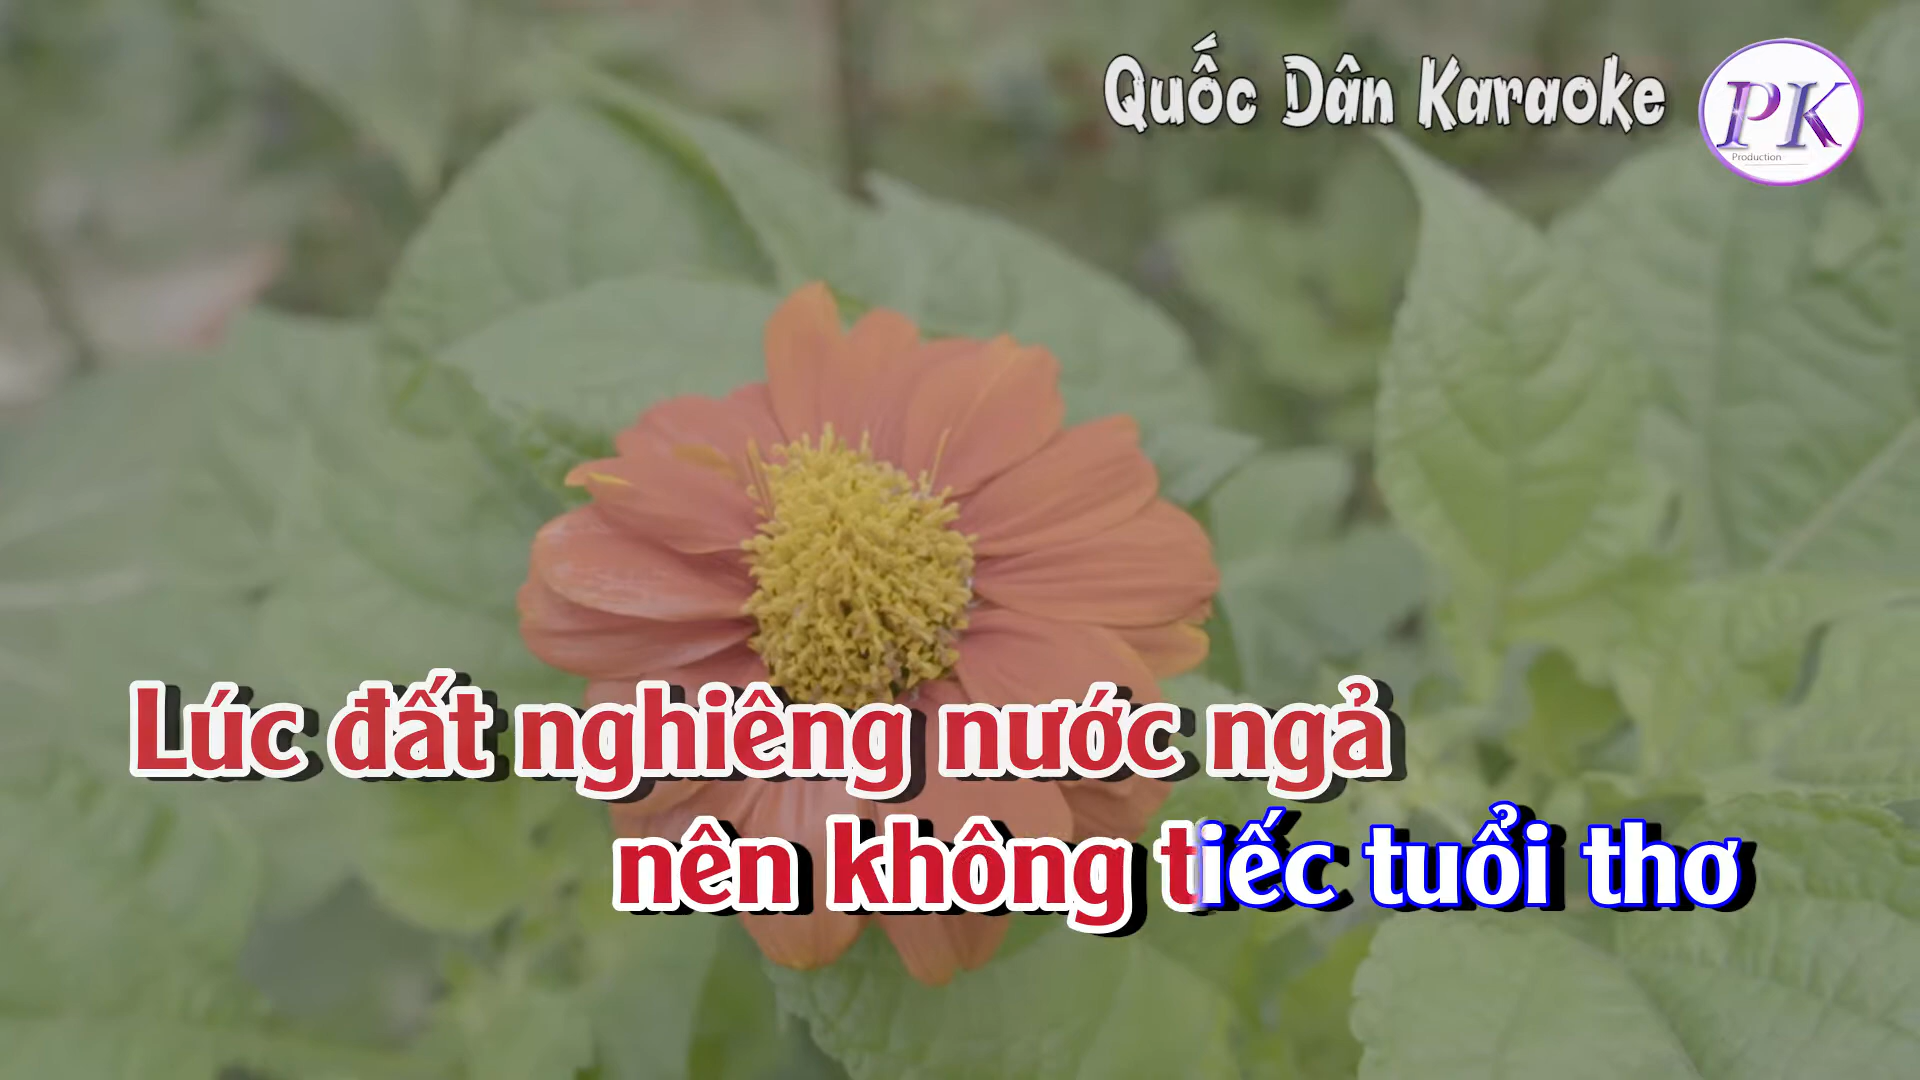 Quốc Dân Karaoke
PK
Production
Lúc đất nghiêng nước ngả
nên không tiếc tuổi thơ